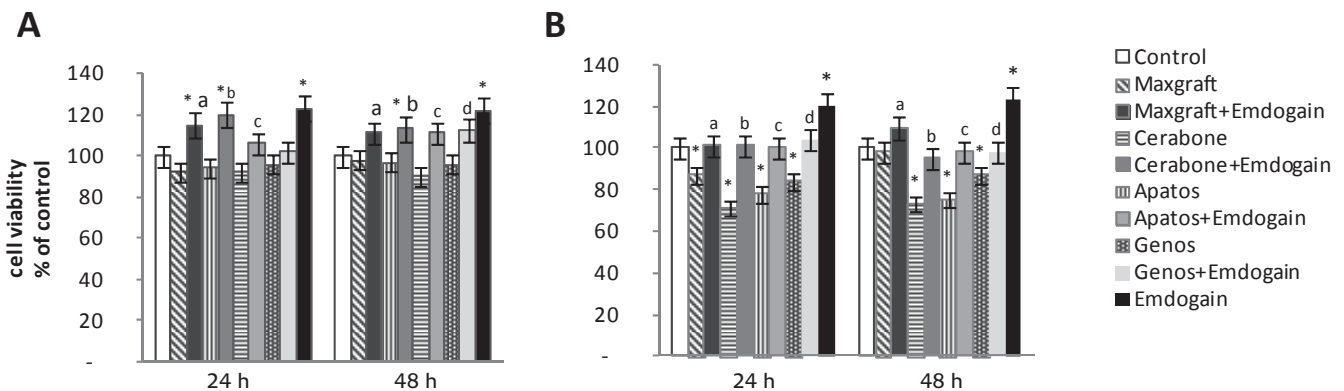 A
cell viability
% of control
140
120
100
80
60
40
20
-
* a *b c *
a * b c d *
24 h 48 h
B
140
120
100
80
60
40
20
-
* a * b * c * d *
a * b * c * d *
24 h 48 h
Control
Maxgraft
Maxgraft+Emdogain
Cerabone
Cerabone+Emdogain
Apatos
Apatos+Emdogain
Genos
Genos+Emdogain
Emdogain